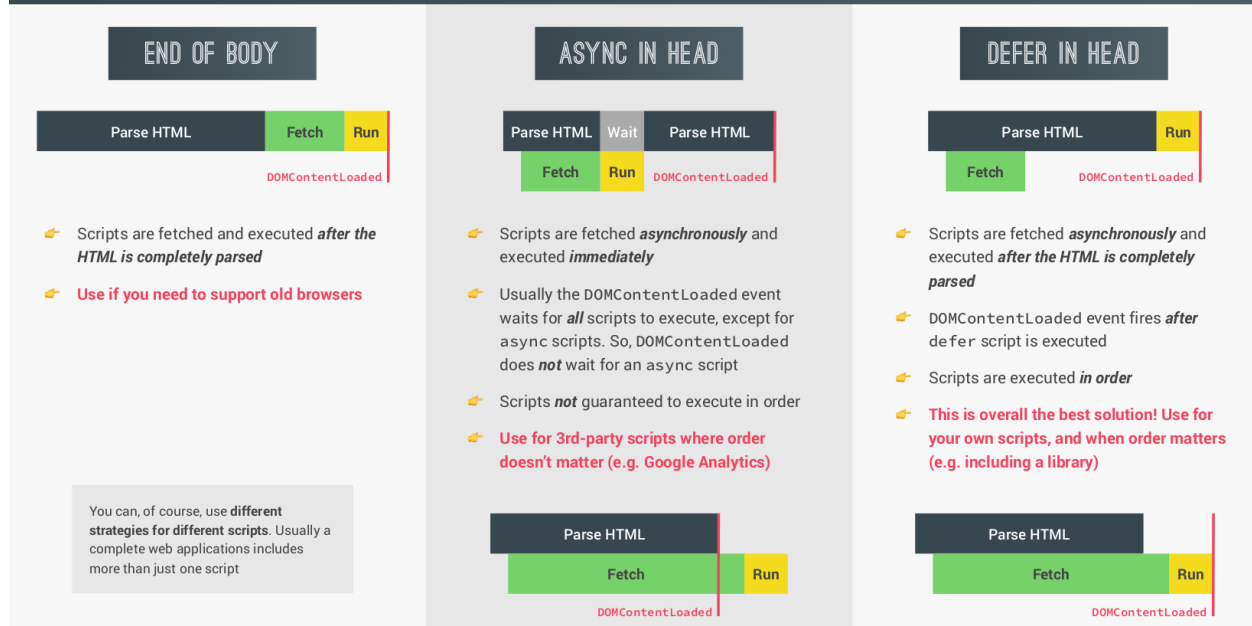 END OF BODY
Parse HTML
Fetch
Run
DOMContentLoaded
👉 Scripts are fetched and executed after the
HTML is completely parsed
👉 Use if you need to support old browsers
You can, of course, use different
strategies for different scripts. Usually a
complete web applications includes
more than just one script
ASYNC IN HEAD
Parse HTML
Wait
Parse HTML
Fetch
Run
DOMContentLoaded
👉 Scripts are fetched asynchronously and
executed immediately
👉 Usually the DOMContentLoaded event
waits for all scripts to execute, except for
async scripts. So, DOMContentLoaded
does not wait for an async script
👉 Scripts not guaranteed to execute in order
👉 Use for 3rd-party scripts where order
doesn't matter (e.g. Google Analytics)
Parse HTML
Fetch
Run
DOMContentLoaded
DEFER IN HEAD
Parse HTML
Run
Fetch
DOMContentLoaded
👉 Scripts are fetched asynchronously and
executed after the HTML is completely
parsed
👉 DOMContentLoaded event fires after
defer script is executed
👉 Scripts are executed in order
👉 This is overall the best solution! Use for
your own scripts, and when order matters
(e.g. including a library)
Parse HTML
Fetch
Run
DOMContentLoaded